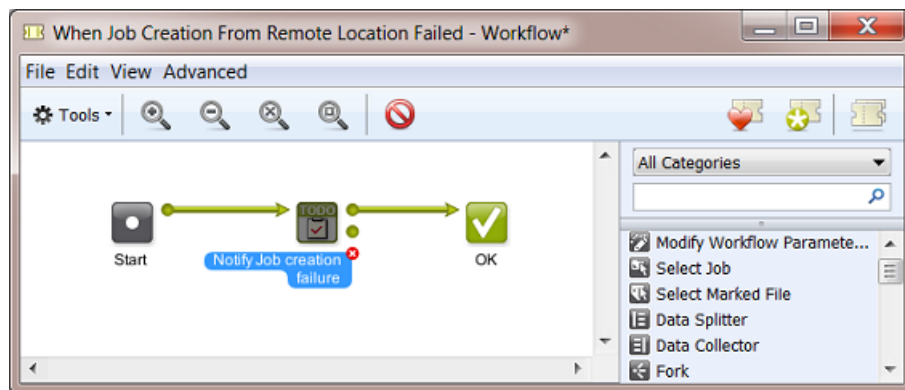 When Job Creation From Remote Location Failed - Workflow*
File Edit View Advanced
Tools
All Categories
TODO
Start
Notify Job creation
failure
OK
Modify Workflow Paramete...
Select Job
Select Marked File
Data Splitter
Data Collector
Fork